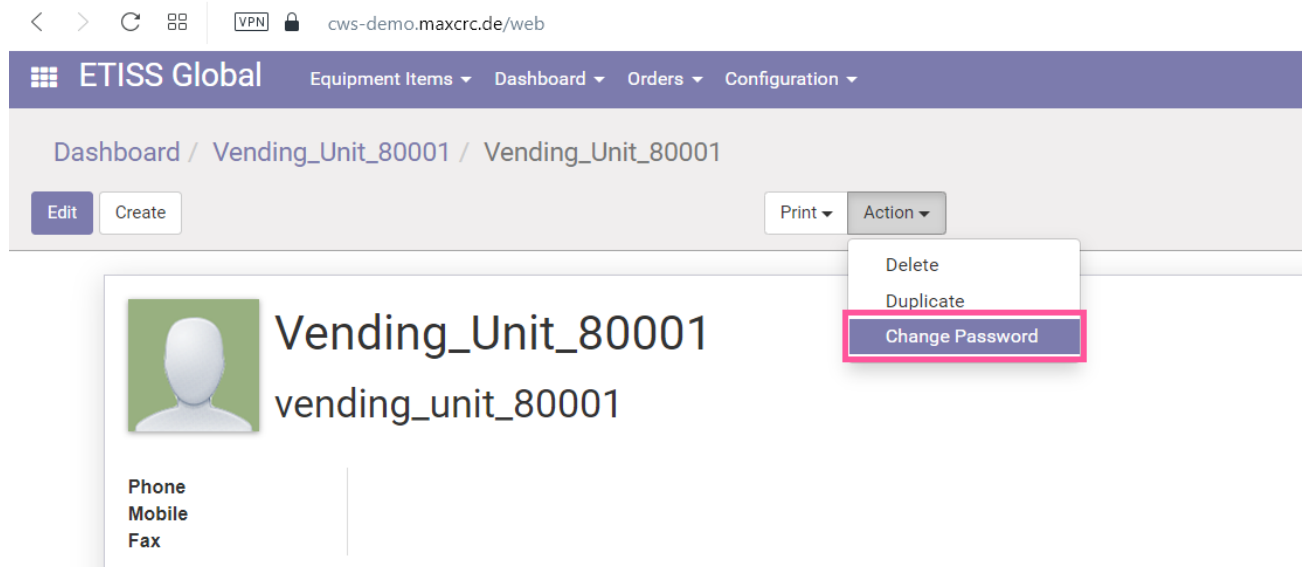 VPN cws-demo.maxcrc.de/web
ETISS Global Equipment Items Dashboard Orders Configuration
Dashboard / Vending_Unit_80001 / Vending_Unit_80001
Edit Create Print Action
Delete
Duplicate
Change Password
Vending_Unit_80001
vending_unit_80001
Phone
Mobile
Fax